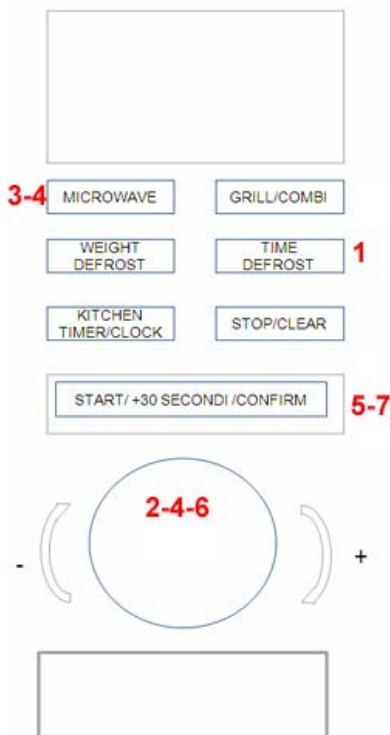 3-4 MICROWAVE GRILL/COMBI
WEIGHT DEFROST TIME DEFROST 1
KITCHEN TIMER/CLOCK STOP/CLEAR
START/ +30 SECONDI /CONFIRM 5-7
2-4-6
- +